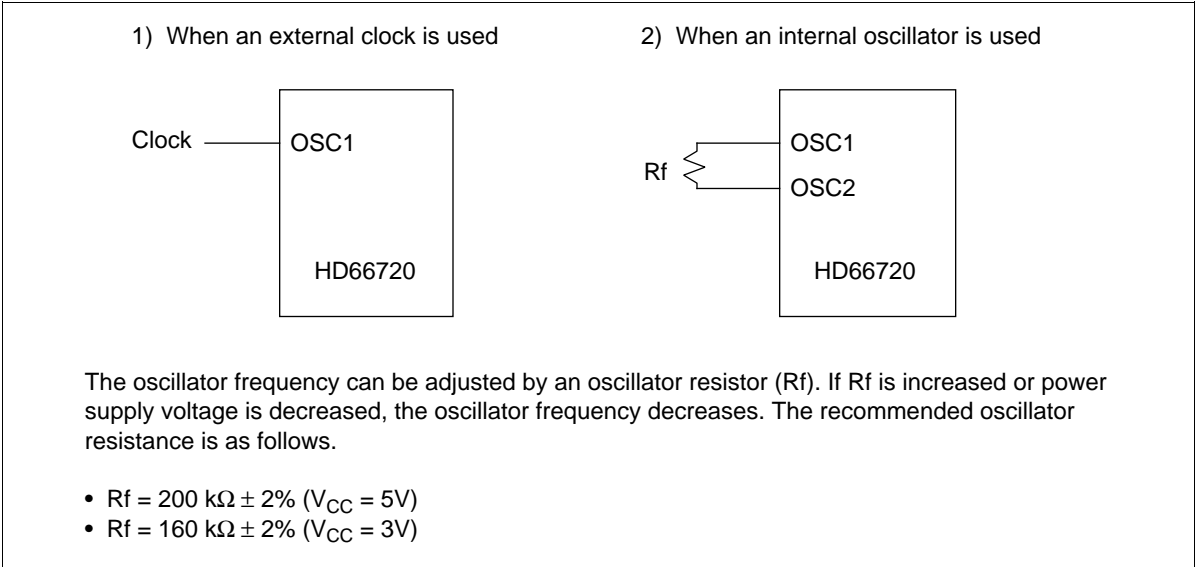 1) When an external clock is used
2) When an internal oscillator is used
Clock
OSC1
HD66720
Rf
OSC1
OSC2
HD66720
The oscillator frequency can be adjusted by an oscillator resistor (Rf). If Rf is increased or power
supply voltage is decreased, the oscillator frequency decreases. The recommended oscillator
resistance is as follows.
• Rf = 200 kΩ ± 2% (VCC = 5V)
• Rf = 160 kΩ ± 2% (VCC = 3V)